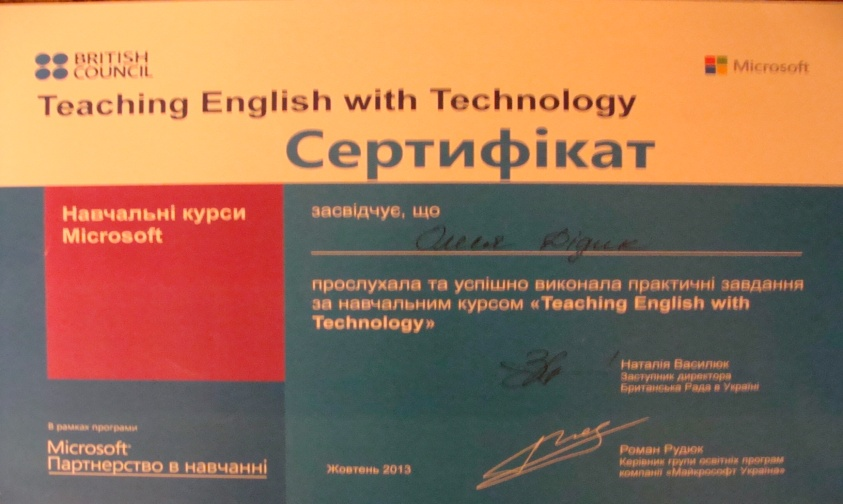 BRITISH
COUNCIL
Microsoft
Teaching English with Technology
Сертифікат
Навчальні курси
Microsoft
засвідчує, що
Олеся
прослухала та успішно виконала практичні завдання
за навчальним курсом «Teaching English with
Technology»
Наталія Василюк
Заступник директора
Британська Рада в Україні
В рамках програми
Microsoft®
Партнерство в навчанні
Жовтень 2013
Роман Рудюк
Керівник групи освітніх програм
компанії «Майкрософт Україна»